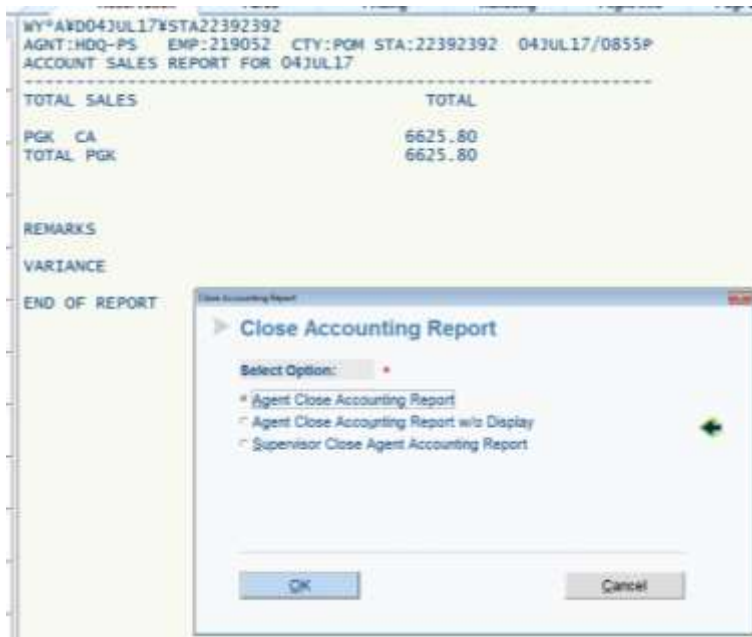 WY*A¥D04JUL17¥STA22392392
AGNT:HDQ-PS EMP:219052 CTY:POM STA:22392392 04JUL17/0855P
ACCOUNT SALES REPORT FOR 04JUL17
------------------------------------------------------------
TOTAL SALES TOTAL
PGK CA 6625.80
TOTAL PGK 6625.80
REMARKS
VARIANCE
END OF REPORT
Close Accounting Report
Close Accounting Report
Select Option: *
Agent Close Accounting Report
Agent Close Accounting Report w/o Display
Supervisor Close Agent Accounting Report
OK Cancel